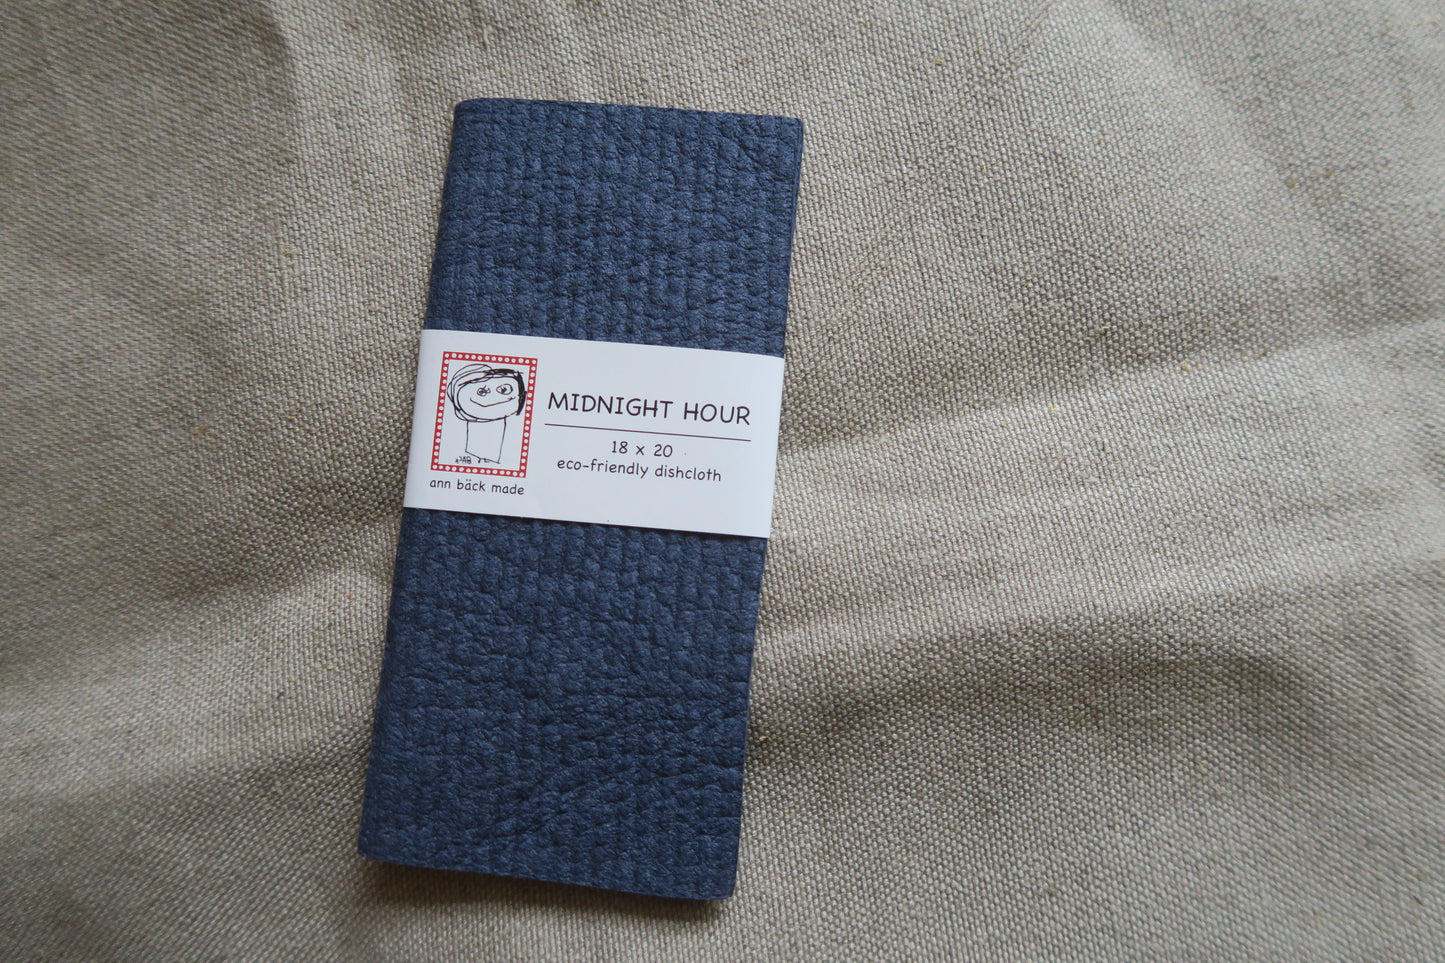 MIDNIGHT HOUR
18 x 20
eco-friendly dishcloth
ann bäck made